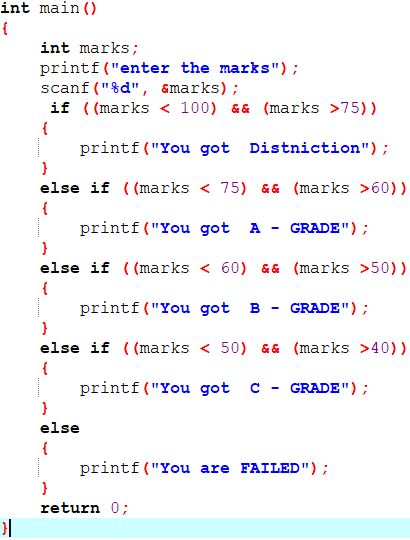 int main()
{
    int marks;
    printf("enter the marks");
    scanf("%d", &marks);
     if ((marks < 100) && (marks >75))
    {
        printf("You got  Distniction");
    }
    else if ((marks < 75) && (marks >60))
    {
        printf("You got  A - GRADE");
    }
    else if ((marks < 60) && (marks >50))
    {
        printf("You got  B - GRADE");
    }
    else if ((marks < 50) && (marks >40))
    {
        printf("You got  C - GRADE");
    }
    else
    {
        printf("You are FAILED");
    }
    return 0;
}